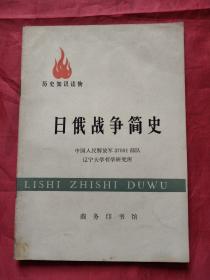 历史知识读物
日俄战争简史
中国人民解放军37001部队
辽宁大学哲学研究所
LISHI ZHISHI DUWU
商务印书馆